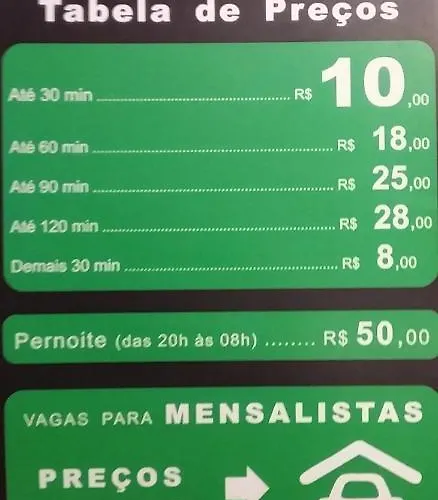 Tabela de Preços
Até 30 min ........................................ R$ 10,00
Até 60 min ........................................ R$ 18,00
Até 90 min ........................................ R$ 25,00
Até 120 min ........................................ R$ 28,00
Demais 30 min ........................................ R$ 8,00
Pernoite (das 20h às 08h) ........ R$ 50,00
VAGAS PARA MENSALISTAS
PREÇOS